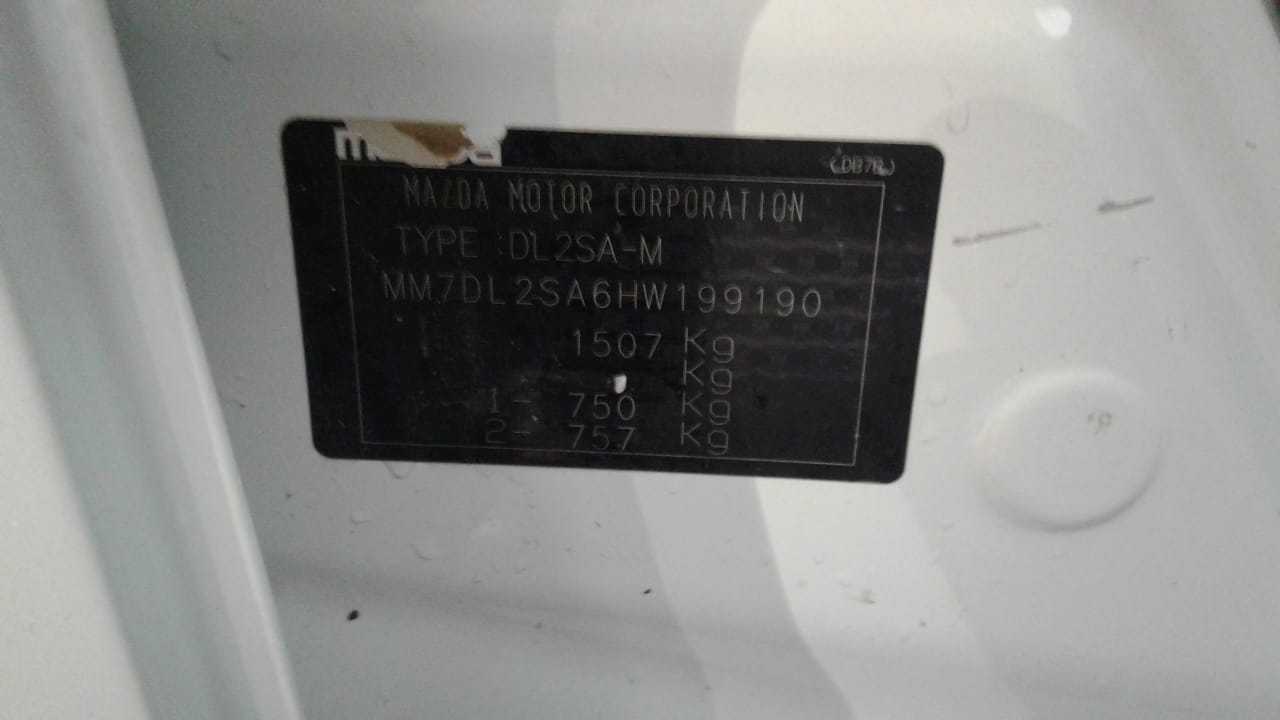 (DB7B)
MAZDA MOTOR CORPORATION
TYPE :DL2SA-M
MM7DL2SA6HW199190
1507 Kg
Kg
1- 750 Kg
2- 757 Kg